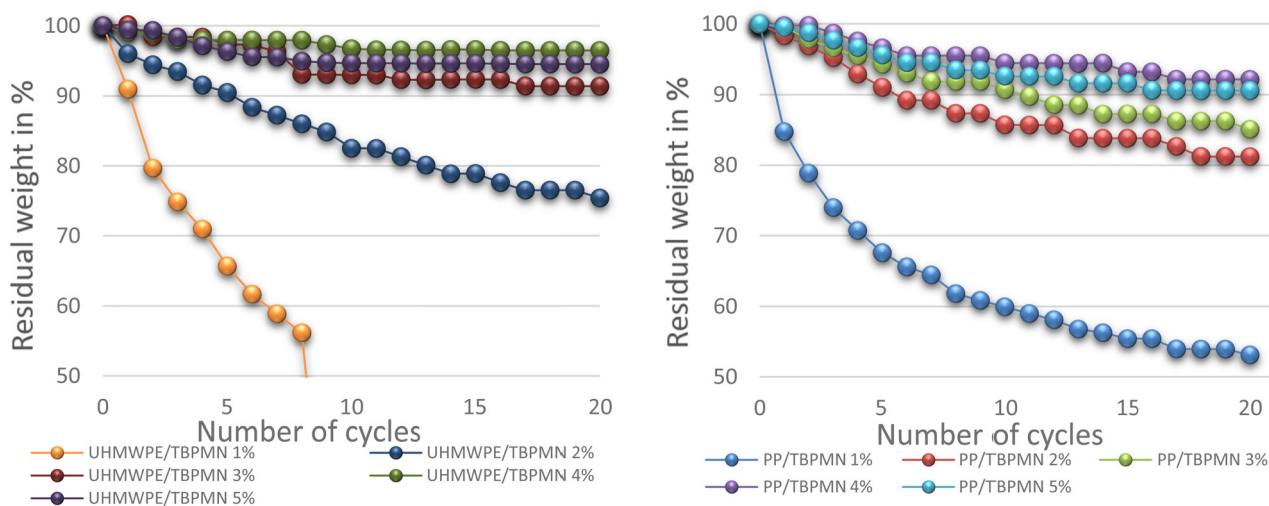 Residual weight in %
100
90
80
70
60
50
0 5 10 15 20
Number of cycles
UHMWPE/TBPMN 1% UHMWPE/TBPMN 2%
UHMWPE/TBPMN 3% UHMWPE/TBPMN 4%
UHMWPE/TBPMN 5%
Residual weight in %
100
90
80
70
60
50
0 5 10 15 20
Number of cycles
PP/TBPMN 1% PP/TBPMN 2% PP/TBPMN 3%
PP/TBPMN 4% PP/TBPMN 5%